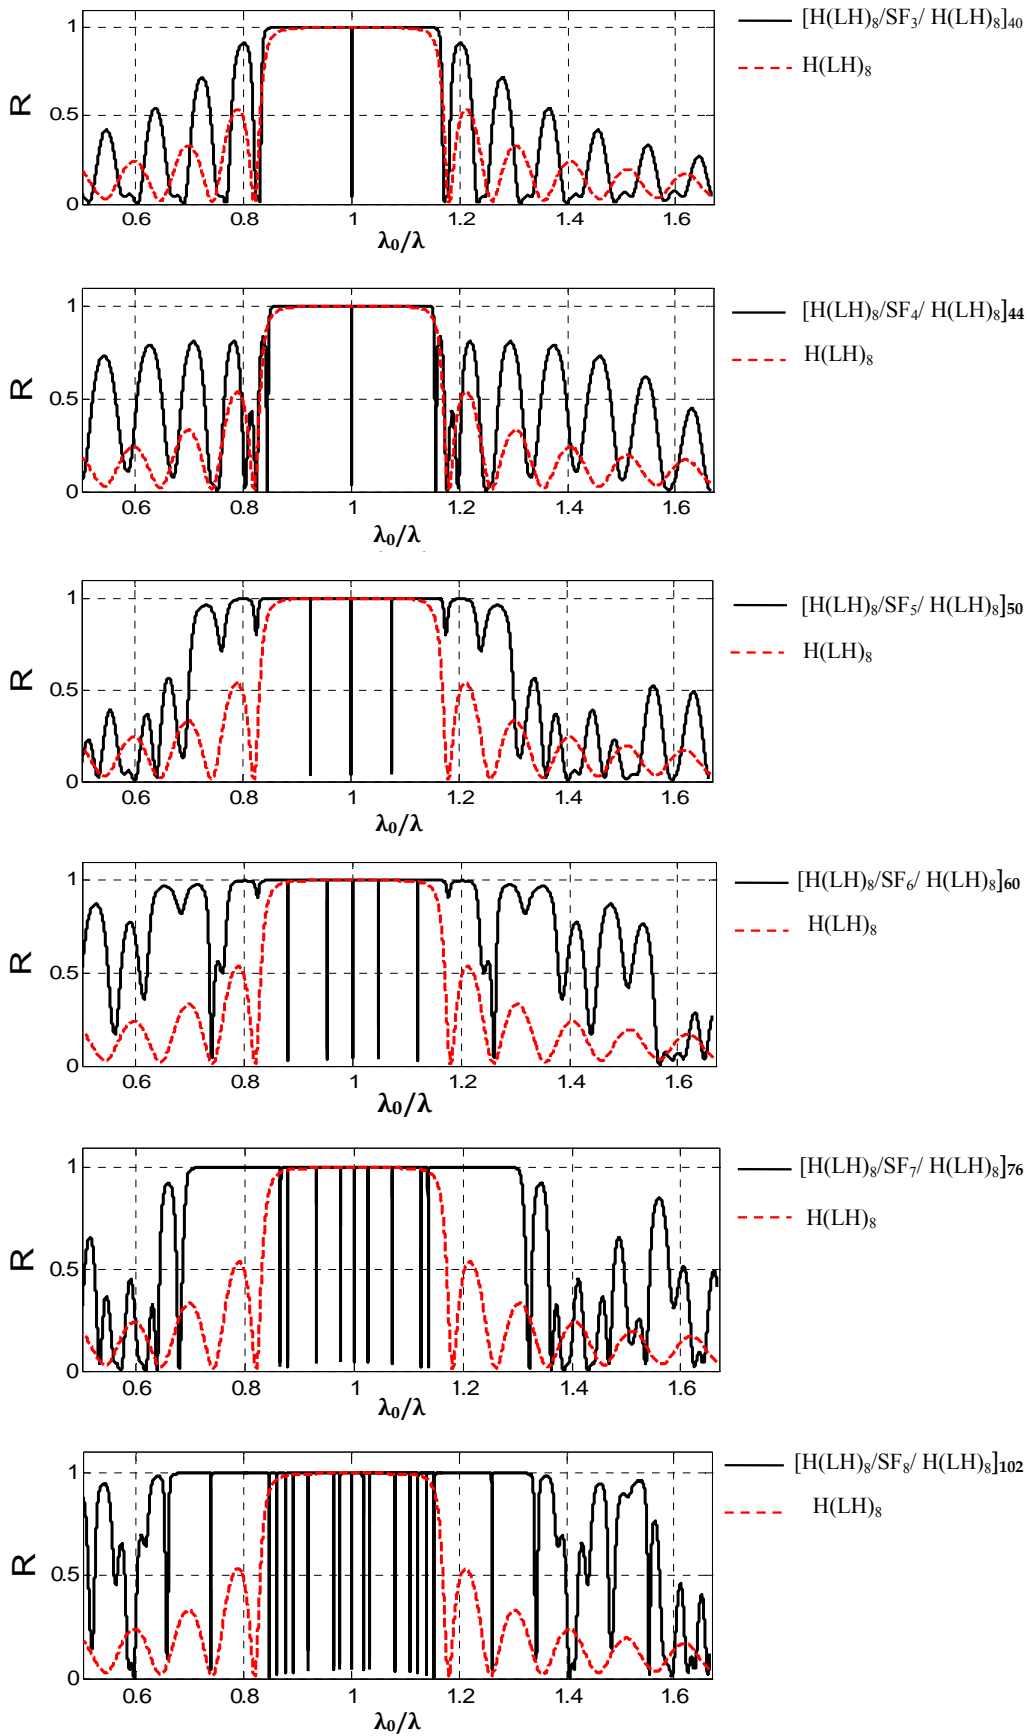 [H(LH)₈/SF₃/ H(LH)₈]₄₀
H(LH)₈
R
1
0.5
0
0.6 0.8 1 1.2 1.4 1.6
λ₀/λ
[H(LH)₈/SF₄/ H(LH)₈]₄₄
H(LH)₈
R
1
0.5
0
0.6 0.8 1 1.2 1.4 1.6
λ₀/λ
[H(LH)₈/SF₅/ H(LH)₈]₅₀
H(LH)₈
R
1
0.5
0
0.6 0.8 1 1.2 1.4 1.6
λ₀/λ
[H(LH)₈/SF₆/ H(LH)₈]₆₀
H(LH)₈
R
1
0.5
0
0.6 0.8 1 1.2 1.4 1.6
λ₀/λ
[H(LH)₈/SF₇/ H(LH)₈]₇₆
H(LH)₈
R
1
0.5
0
0.6 0.8 1 1.2 1.4 1.6
λ₀/λ
[H(LH)₈/SF₈/ H(LH)₈]₁₀₂
H(LH)₈
R
1
0.5
0
0.6 0.8 1 1.2 1.4 1.6
λ₀/λ